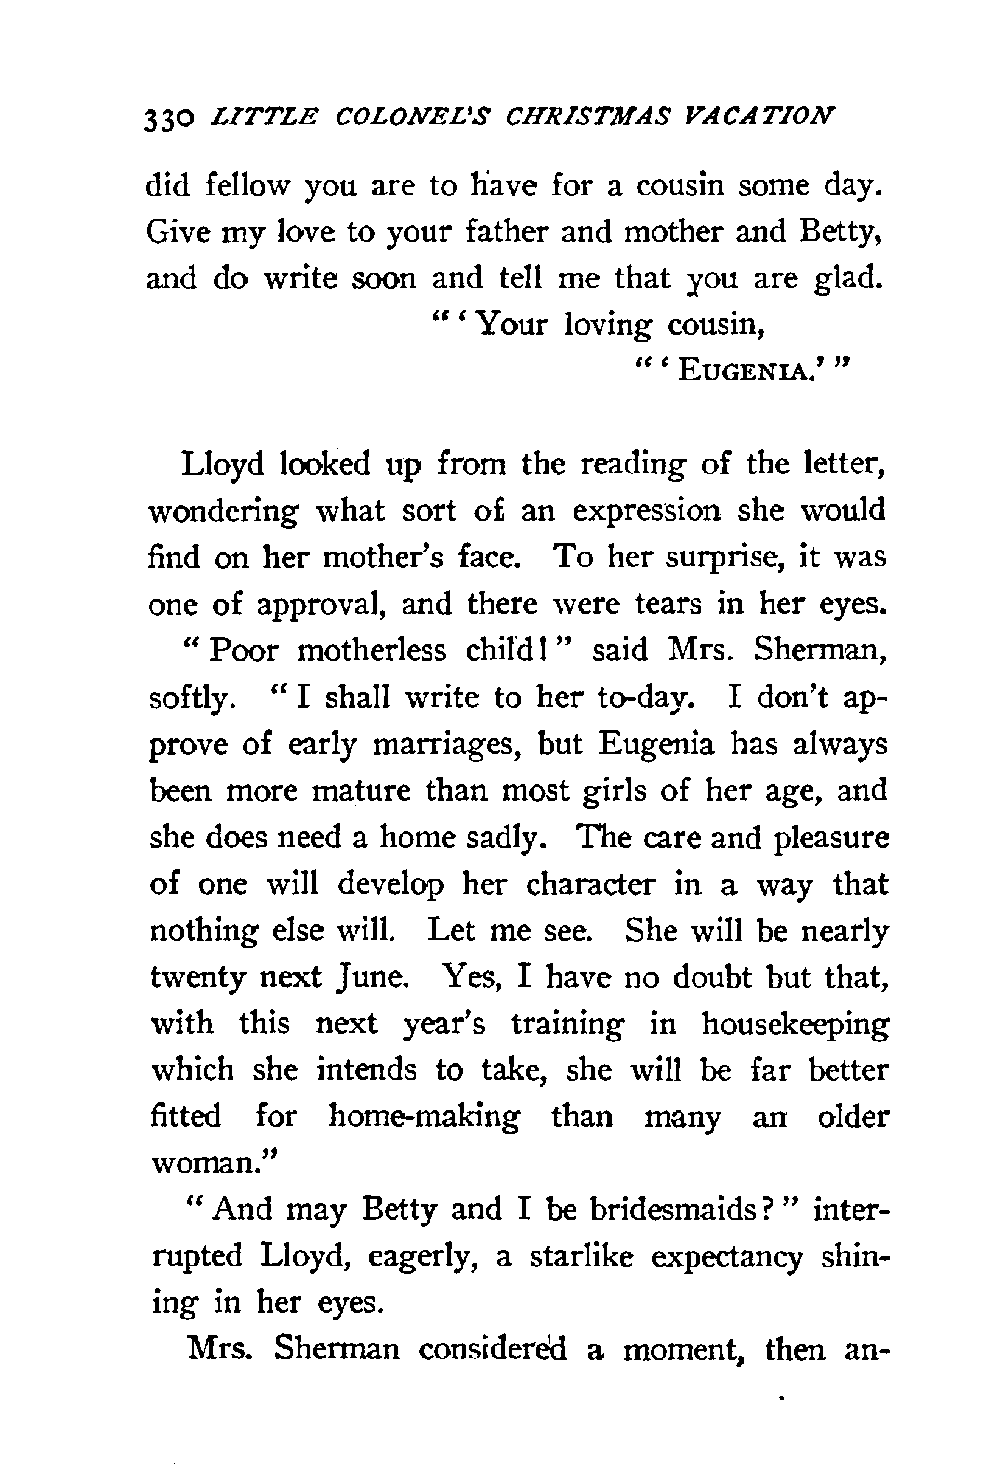 330 LITTLE COLONEL'S CHRISTMAS VACATION
did fellow you are to have for a cousin some day.
Give my love to your father and mother and Betty,
and do write soon and tell me that you are glad.
" ' Your loving cousin,
" ' EUGENIA.' "
Lloyd looked up from the reading of the letter,
wondering what sort of an expression she would
find on her mother's face. To her surprise, it was
one of approval, and there were tears in her eyes.
" Poor motherless child! " said Mrs. Sherman,
softly. " I shall write to her to-day. I don't ap-
prove of early marriages, but Eugenia has always
been more mature than most girls of her age, and
she does need a home sadly. The care and pleasure
of one will develop her character in a way that
nothing else will. Let me see. She will be nearly
twenty next June. Yes, I have no doubt but that,
with this next year's training in housekeeping
which she intends to take, she will be far better
fitted for home-making than many an older
woman."
" And may Betty and I be bridesmaids? " inter-
rupted Lloyd, eagerly, a starlike expectancy shin-
ing in her eyes.
Mrs. Sherman considered a moment, then an-